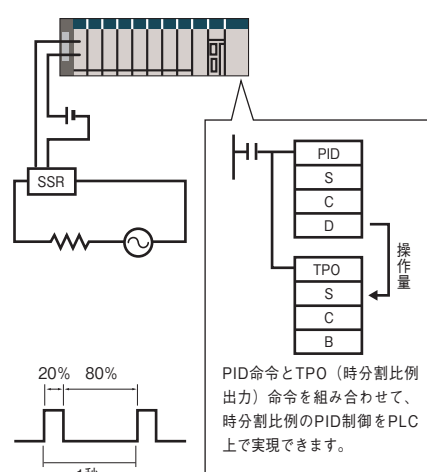 SSR
PID
S
C
D
操作量
TPO
S
C
B
20% 80%
1秒
PID命令とTPO（時分割比例
出力）命令を組み合わせて、
時分割比例のPID制御をPLC
上で実現できます。